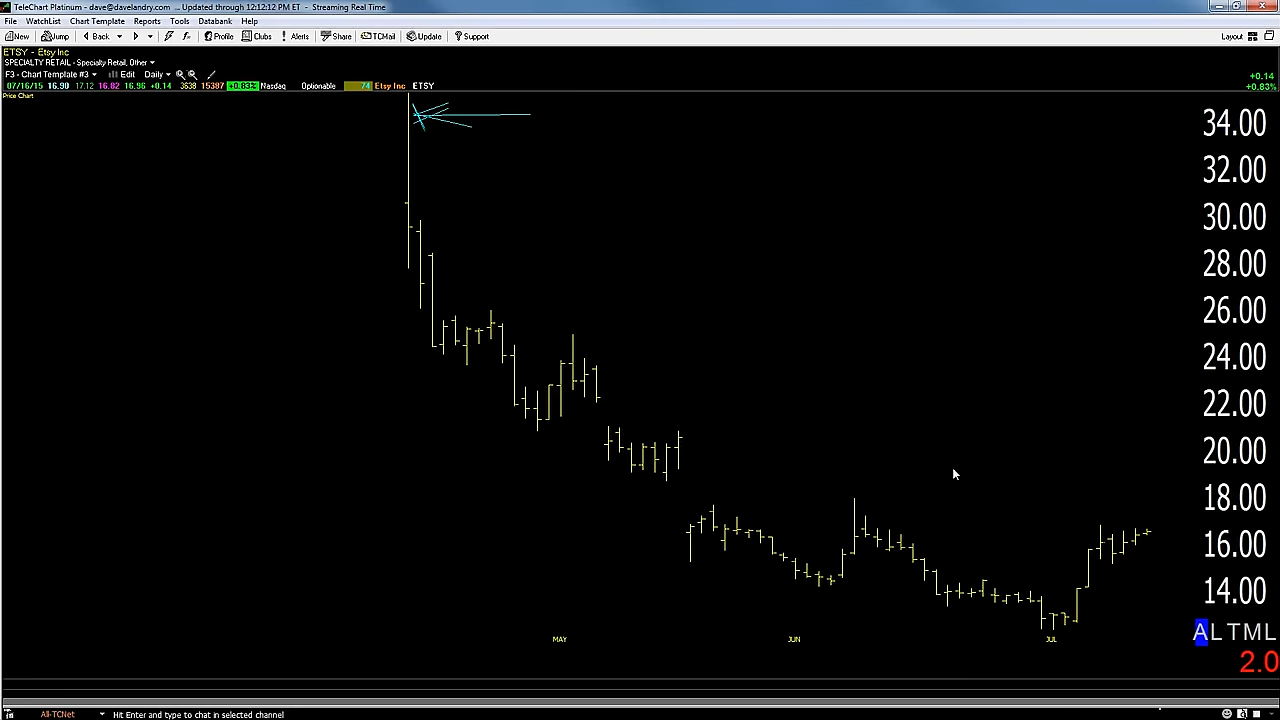 TeleChart Platinum - dave@davelandry.com ... Updated through 12:12:12 PM ET - Streaming Real Time
File WatchList Chart Template Reports Tools Databank Help
New Jump Back Profile Clubs Alerts Share TCMail Update Support Layout
ETSY - Etsy Inc
SPECIALTY RETAIL - Specialty Retail, Other
F3 - Chart Template #3 Edit Daily
+0.14
07/16/15 16.90 17.12 16.82 16.96 +0.14 3638 15387 +0.83% Nasdaq Optionable 74 Etsy Inc ETSY
+0.83%
Price Chart
34.00
32.00
30.00
28.00
26.00
24.00
22.00
20.00
18.00
16.00
14.00
ALTML
MAY JUN JUL
2.0
All-TCNet Hit Enter and type to chat in selected channel